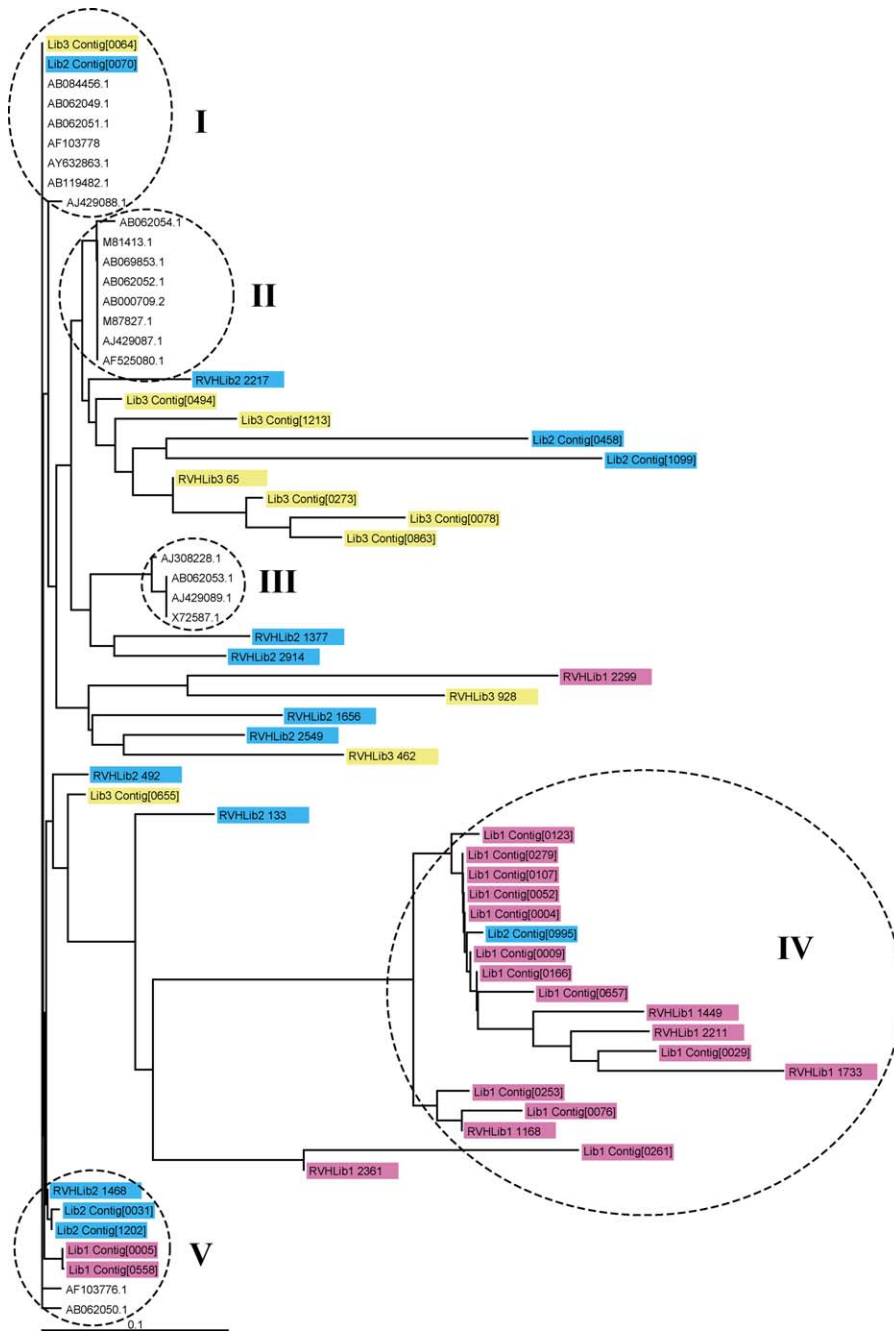 Lib3 Contig[0064]
Lib2 Contig[0070]
AB084456.1
AB062049.1
AB062051.1
I
AF103778
AY632863.1
AB119482.1
AJ429088.1
AB062054.1
M81413.1
AB069853.1
AB062052.1
II
AB000709.2
M87827.1
AJ429087.1
AF525080.1
RVHLib2 2217
Lib3 Contig[0494]
Lib3 Contig[1213]
Lib2 Contig[0458]
Lib2 Contig[1099]
RVHLib3 65
Lib3 Contig[0273]
Lib3 Contig[0078]
Lib3 Contig[0863]
AJ308228.1
AB062053.1
III
AJ429089.1
X72587.1
RVHLib2 1377
RVHLib2 2914
RVHLib1 2299
RVHLib3 928
RVHLib2 1656
RVHLib2 2549
RVHLib3 462
RVHLib2 492
Lib3 Contig[0655]
RVHLib2 133
Lib1 Contig[0123]
Lib1 Contig[0279]
Lib1 Contig[0107]
Lib1 Contig[0052]
Lib1 Contig[0004]
Lib2 Contig[0995]
IV
Lib1 Contig[0009]
Lib1 Contig[0166]
Lib1 Contig[0657]
RVHLib1 1449
RVHLib1 2211
Lib1 Contig[0029]
RVHLib1 1733
Lib1 Contig[0253]
Lib1 Contig[0076]
RVHLib1 1168
Lib1 Contig[0261]
RVHLib1 2361
RVHLib2 1468
Lib2 Contig[0031]
Lib2 Contig[1202]
Lib1 Contig[0005]
V
Lib1 Contig[0558]
AF103776.1
AB062050.1
0.1